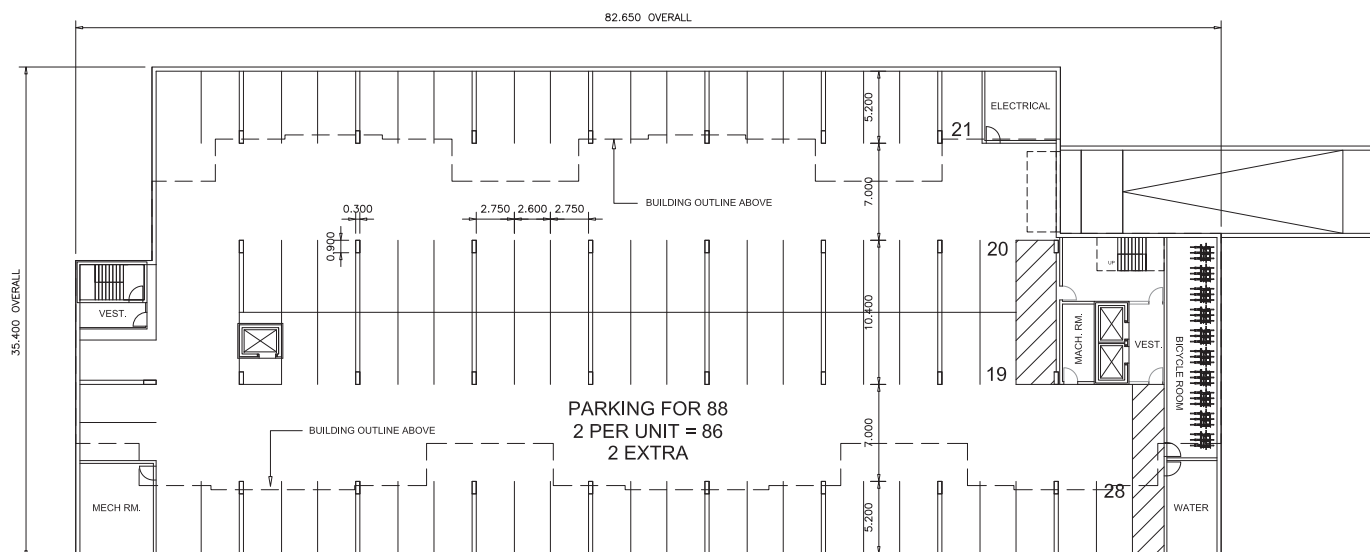 82.650 OVERALL
35.400 OVERALL
5.200
ELECTRICAL
21
7.000
BUILDING OUTLINE ABOVE
0.300
2.750
2.600
2.750
0.900
20
UP
VEST.
10.400
MACH. RM.
VEST.
BICYCLE ROOM
19
PARKING FOR 88
2 PER UNIT = 86
2 EXTRA
BUILDING OUTLINE ABOVE
7.000
28
MECH RM.
5.200
WATER